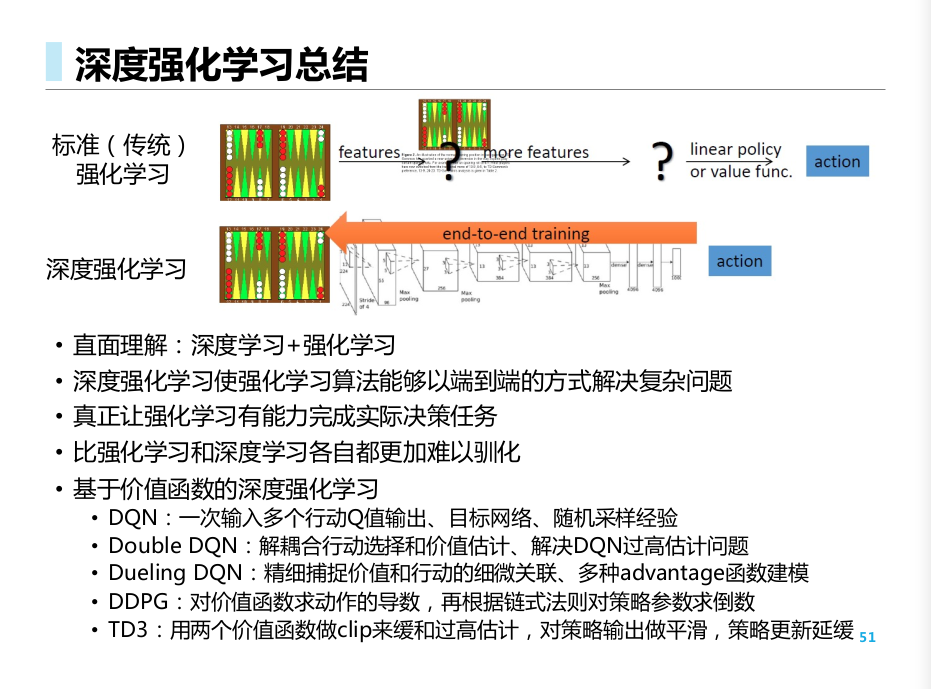 深度强化学习总结
标准（传统）
强化学习
features
more features
linear policy
or value func.
action
end-to-end training
深度强化学习
action
Stride
of 4
Max
pooling
Max
pooling
Max
pooling
dense
dense
• 直面理解：深度学习+强化学习
• 深度强化学习使强化学习算法能够以端到端的方式解决复杂问题
• 真正让强化学习有能力完成实际决策任务
• 比强化学习和深度学习各自都更加难以驯化
• 基于价值函数的深度强化学习
• DQN：一次输入多个行动Q值输出、目标网络、随机采样经验
• Double DQN：解耦合行动选择和价值估计、解决DQN过高估计问题
• Dueling DQN：精细捕捉价值和行动的细微关联、多种advantage函数建模
• DDPG：对价值函数求动作的导数，再根据链式法则对策略参数求倒数
• TD3：用两个价值函数做clip来缓和过高估计，对策略输出做平滑，策略更新延缓
51